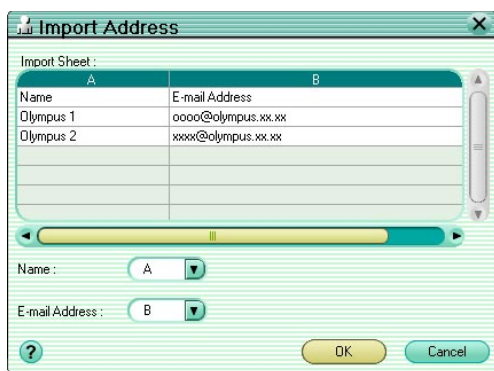 Import Address
Import Sheet :
A B
Name E-mail Address
Olympus 1 oooo@olympus.xx.xx
Olympus 2 xxxx@olympus.xx.xx
Name : A
E-mail Address : B
? OK Cancel